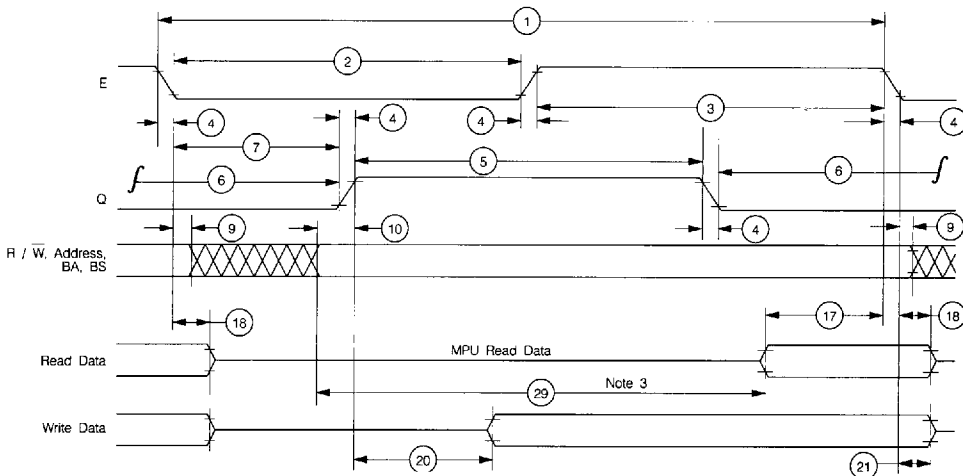 1
2
E
3
4
4
4
4
7
5
6
6
Q
9
10
4
9
R / W, Address,
BA, BS
18
17
18
MPU Read Data
Read Data
Note 3
29
Write Data
20
21